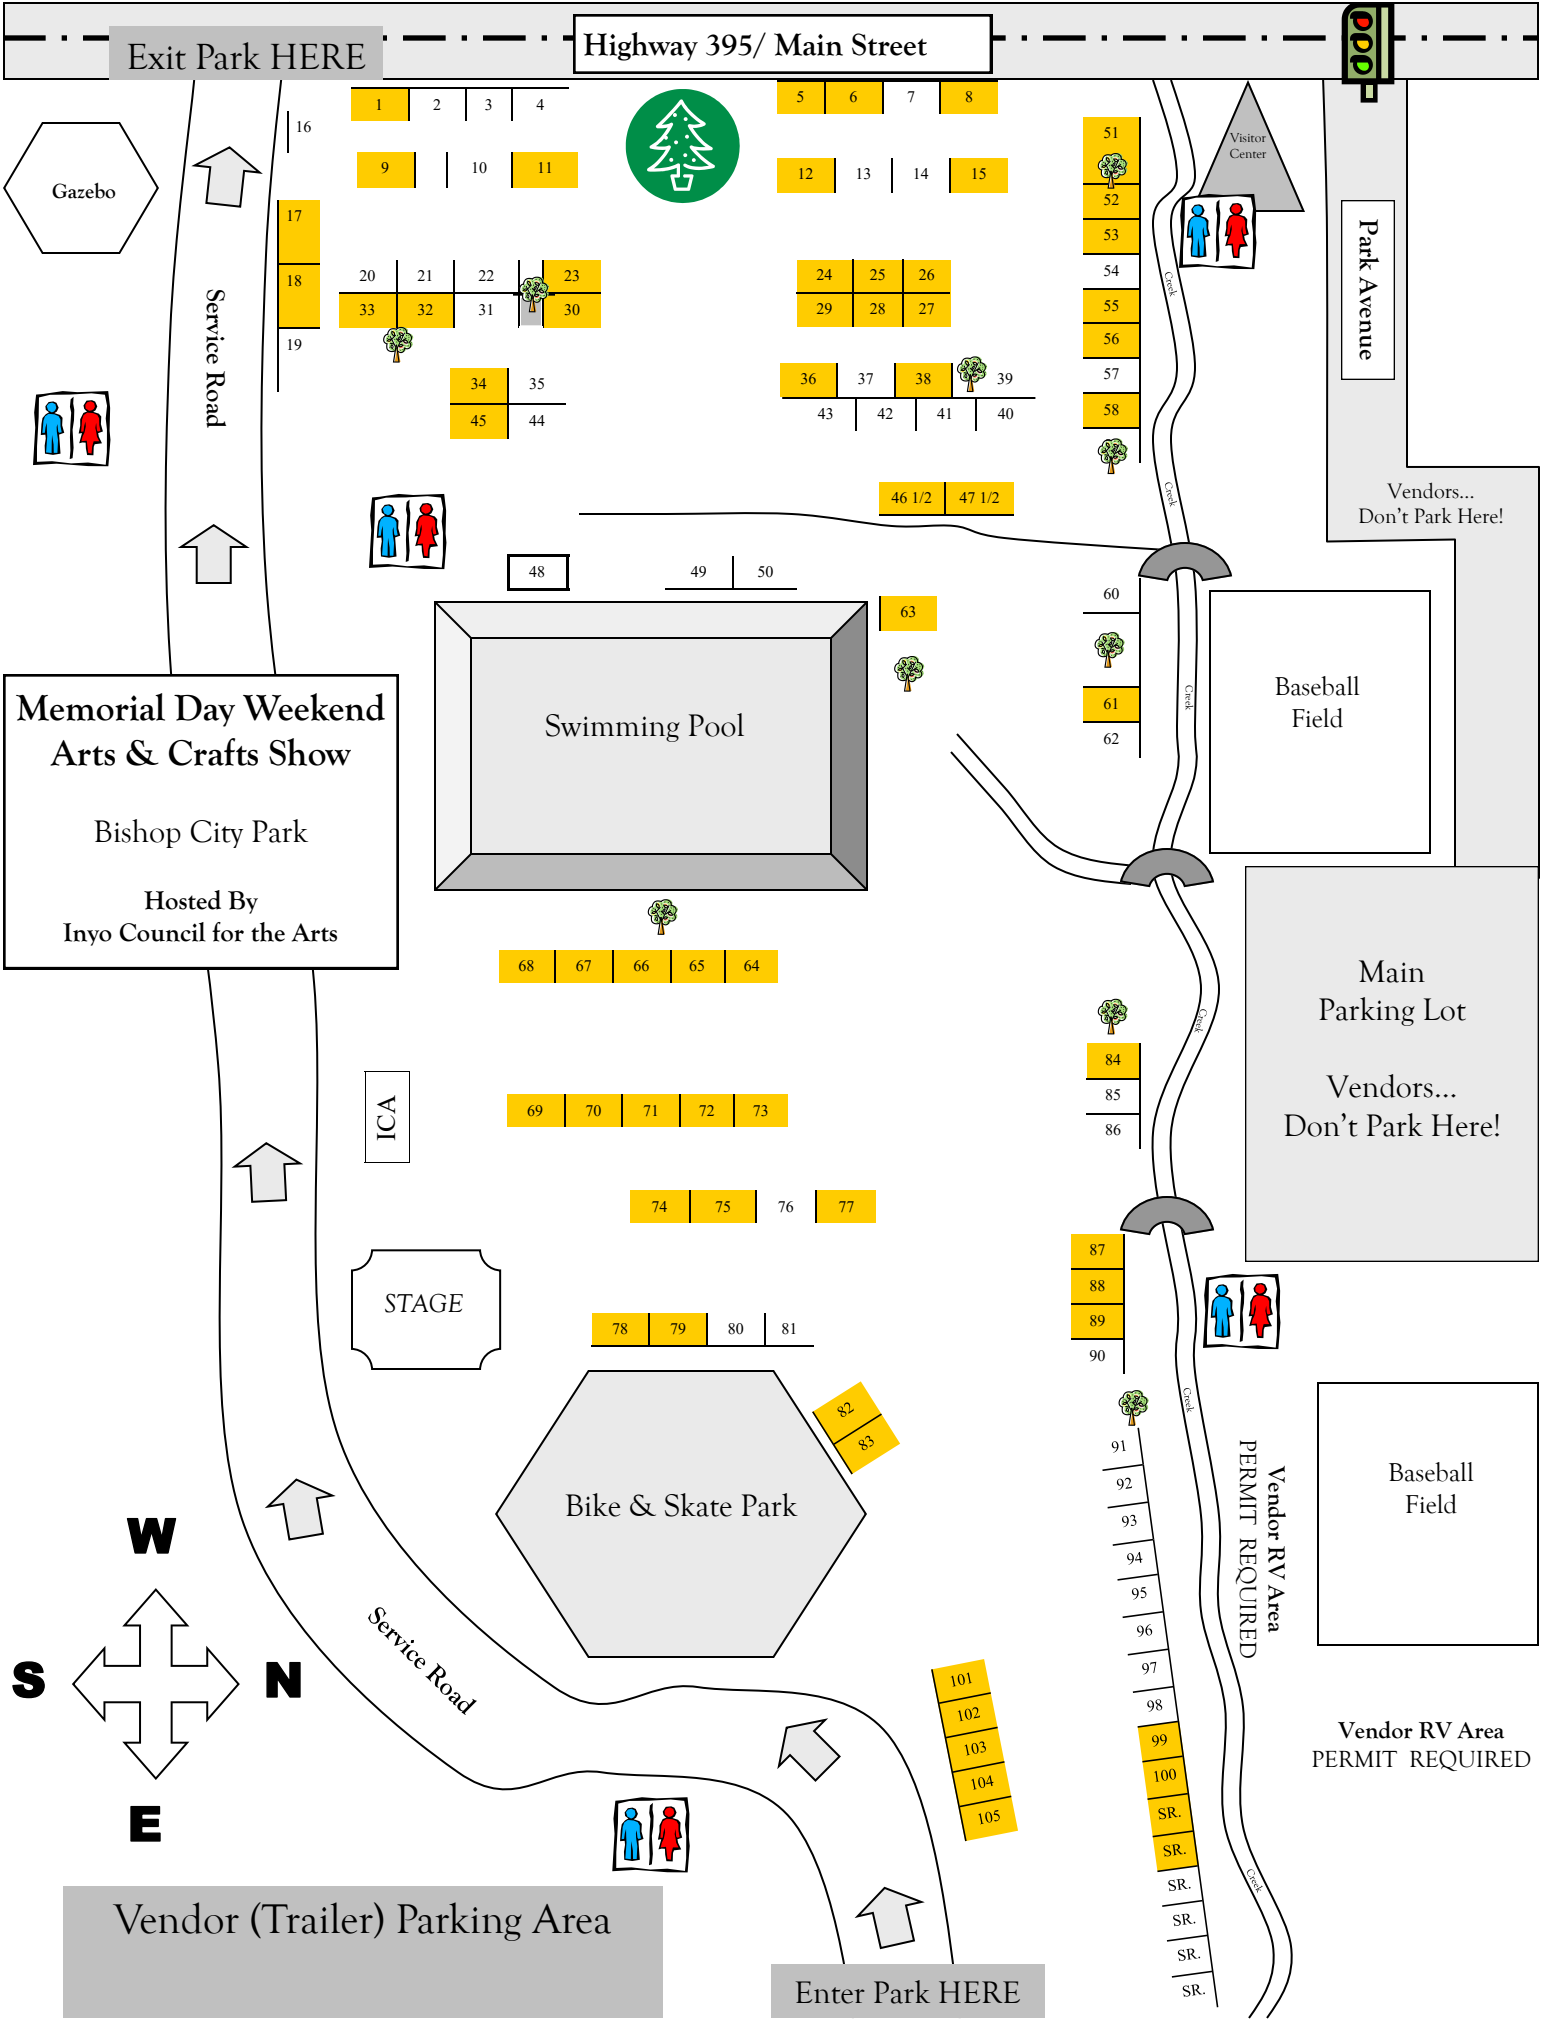 Highway 395/ Main Street
Exit Park HERE
1 2 3 4
5 6 7 8
16
Gazebo
9 10 11
12 13 14 15
51
Visitor
Center
52
53
54
55
56
57
58
17
18
19
20 21 22 23
33 32 31 30
24 25 26
29 28 27
Creek
Park Avenue
Service Road
34 35
45 44
36 37 38 39
43 42 41 40
46 1/2 47 1/2
Creek
Vendors...
Don't Park Here!
48
49 50
60
63
61
62
Creek
Baseball
Field
Swimming Pool
Memorial Day Weekend
Arts & Crafts Show
Bishop City Park
Hosted By
Inyo Council for the Arts
68 67 66 65 64
Main
Parking Lot
Vendors...
Don't Park Here!
Creek
84
85
86
ICA
69 70 71 72 73
74 75 76 77
87
88
89
90
STAGE
78 79 80 81
82
83
Creek
Bike & Skate Park
91
92
93
94
95
96
97
98
99
100
SR.
SR.
SR.
SR.
SR.
SR.
Vendor RV Area
PERMIT REQUIRED
Baseball
Field
Vendor RV Area
PERMIT REQUIRED
W
S N
E
Service Road
101
102
103
104
105
Creek
Vendor (Trailer) Parking Area
Enter Park HERE